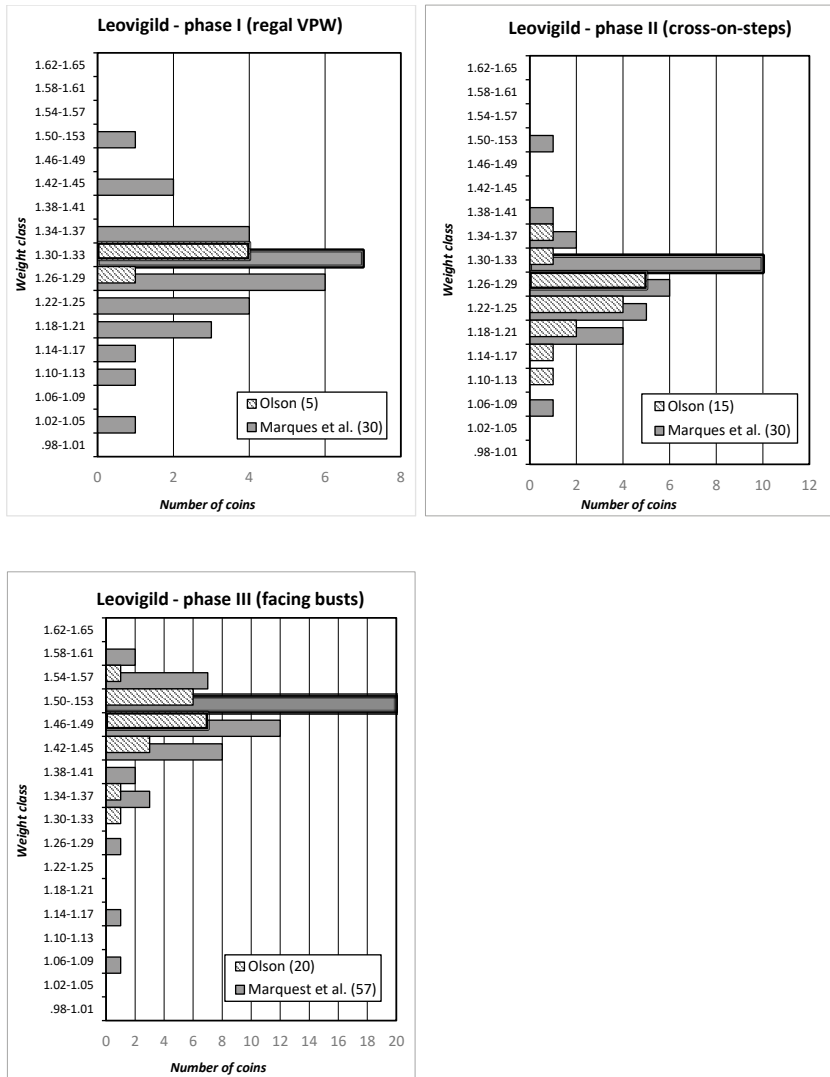 Leovigild - phase I (regal VPW)
1.62-1.65
1.58-1.61
1.54-1.57
1.50-.153
1.46-1.49
1.42-1.45
1.38-1.41
1.34-1.37
1.30-1.33
1.26-1.29
1.22-1.25
1.18-1.21
1.14-1.17
1.10-1.13
1.06-1.09
1.02-1.05
.98-1.01
Weight class
Olson (5)
Marques et al. (30)
0 2 4 6 8
Number of coins
Leovigild - phase II (cross-on-steps)
1.62-1.65
1.58-1.61
1.54-1.57
1.50-.153
1.46-1.49
1.42-1.45
1.38-1.41
1.34-1.37
1.30-1.33
1.26-1.29
1.22-1.25
1.18-1.21
1.14-1.17
1.10-1.13
1.06-1.09
1.02-1.05
.98-1.01
Weight class
Olson (15)
Marques et al. (30)
0 2 4 6 8 10 12
Number of coins
Leovigild - phase III (facing busts)
1.62-1.65
1.58-1.61
1.54-1.57
1.50-.153
1.46-1.49
1.42-1.45
1.38-1.41
1.34-1.37
1.30-1.33
1.26-1.29
1.22-1.25
1.18-1.21
1.14-1.17
1.10-1.13
1.06-1.09
1.02-1.05
.98-1.01
Weight class
Olson (20)
Marquest et al. (57)
0 2 4 6 8 10 12 14 16 18 20
Number of coins